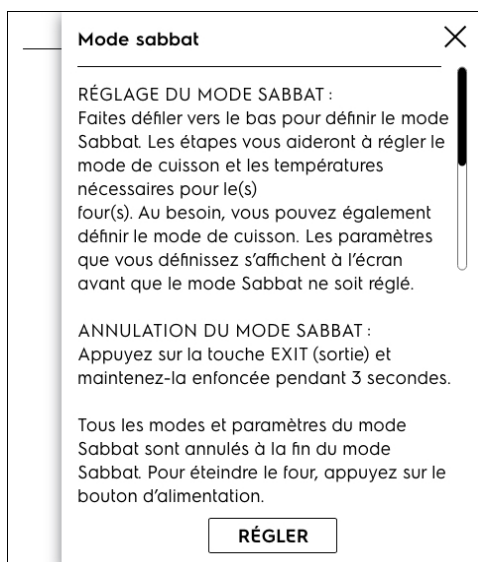 Mode sabbat
RÉGLAGE DU MODE SABBAT :
Faites défiler vers le bas pour définir le mode
Sabbat. Les étapes vous aideront à régler le
mode de cuisson et les températures
nécessaires pour le(s)
four(s). Au besoin, vous pouvez également
définir le mode de cuisson. Les paramètres
que vous définissez s’affichent à l’écran
avant que le mode Sabbat ne soit réglé.
ANNULATION DU MODE SABBAT :
Appuyez sur la touche EXIT (sortie) et
maintenez-la enfoncée pendant 3 secondes.
Tous les modes et paramètres du mode
Sabbat sont annulés à la fin du mode
Sabbat. Pour éteindre le four, appuyez sur le
bouton d’alimentation.
RÉGLER